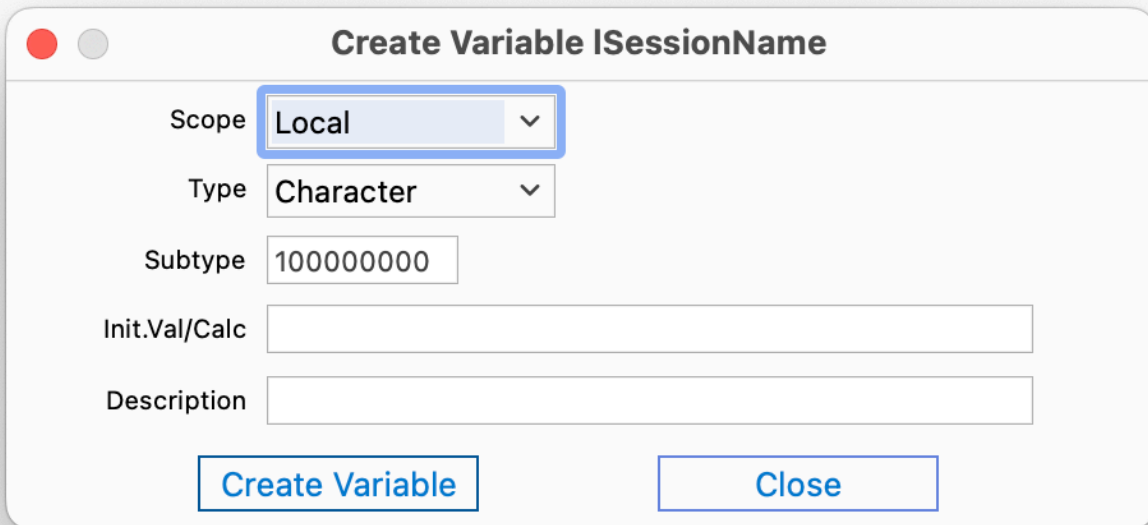 Create Variable lSessionName
Scope Local
Type Character
Subtype 100000000
Init.Val/Calc
Description
Create Variable Close